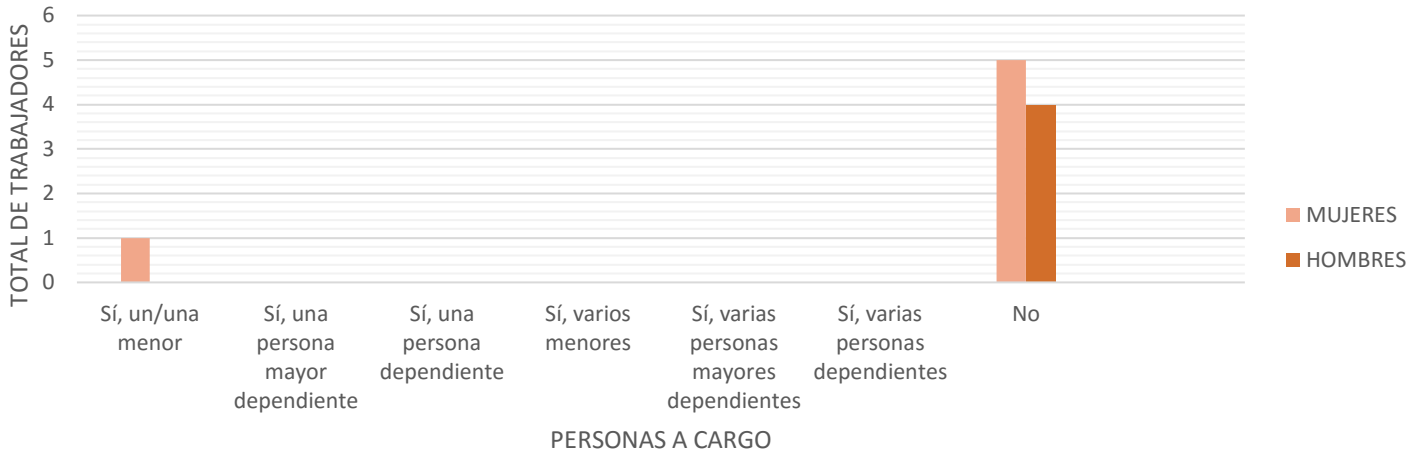 TOTAL DE TRABAJADORES
6
5
4
3
2
1
0
Sí, un/una
menor
Sí, una
persona
mayor
dependiente
Sí, una
persona
dependiente
Sí, varios
menores
Sí, varias
personas
mayores
dependientes
Sí, varias
personas
dependientes
No
PERSONAS A CARGO
MUJERES
HOMBRES